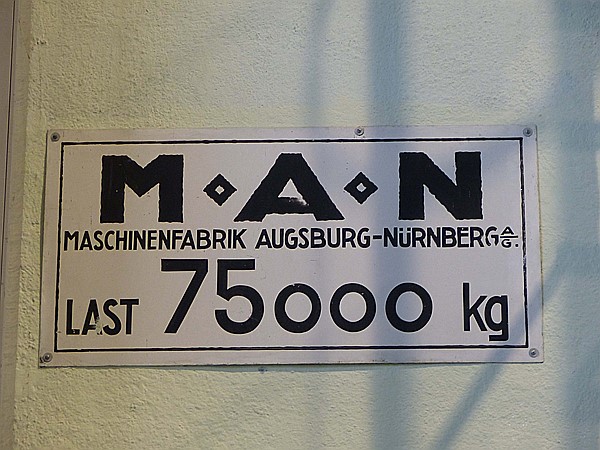 M·A·N
MASCHINENFABRIK AUGSBURG-NÜRNBERG A/G.
LAST 75000 kg